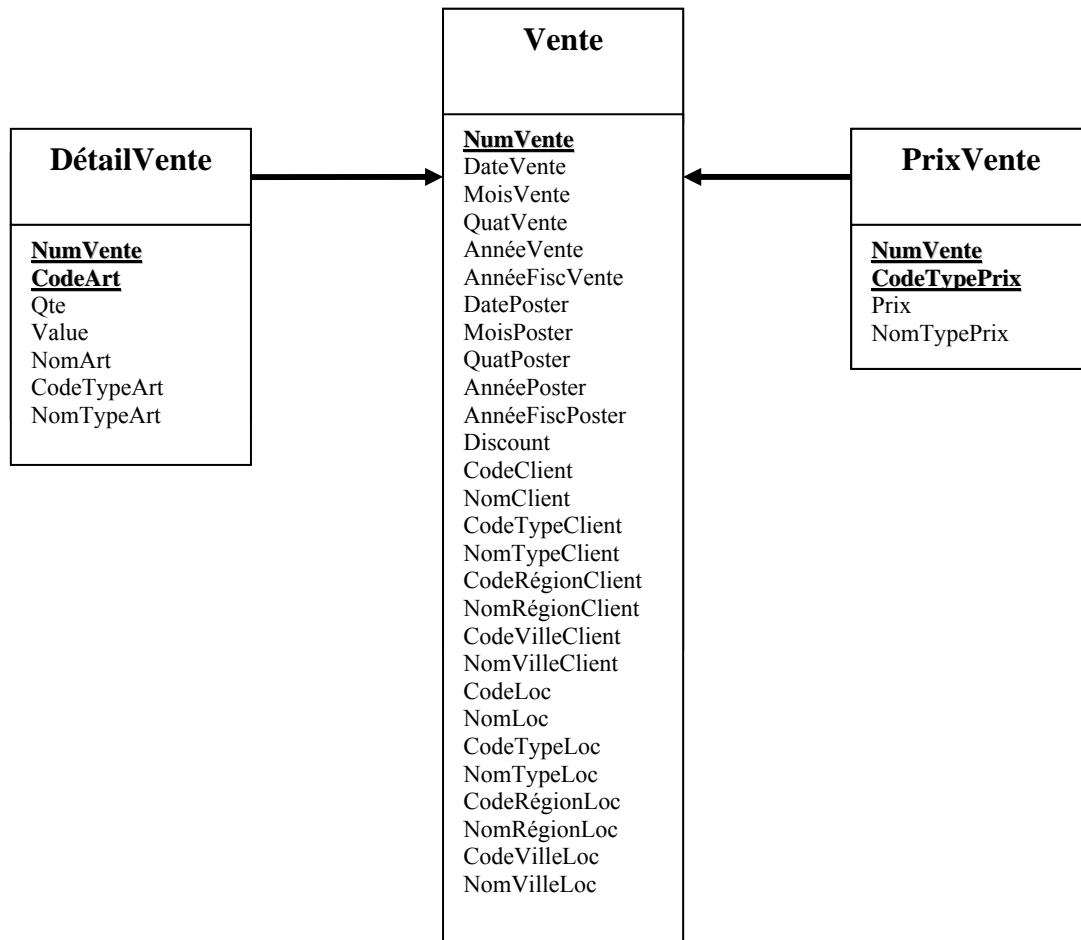 DétailVente
NumVente
CodeArt
Qte
Value
NomArt
CodeTypeArt
NomTypeArt
Vente
NumVente
DateVente
MoisVente
QuatVente
AnnéeVente
AnnéeFiscVente
DatePoster
MoisPoster
QuatPoster
AnnéePoster
AnnéeFiscPoster
Discount
CodeClient
NomClient
CodeTypeClient
NomTypeClient
CodeRégionClient
NomRégionClient
CodeVilleClient
NomVilleClient
CodeLoc
NomLoc
CodeTypeLoc
NomTypeLoc
CodeRégionLoc
NomRégionLoc
CodeVilleLoc
NomVilleLoc
PrixVente
NumVente
CodeTypePrix
Prix
NomTypePrix